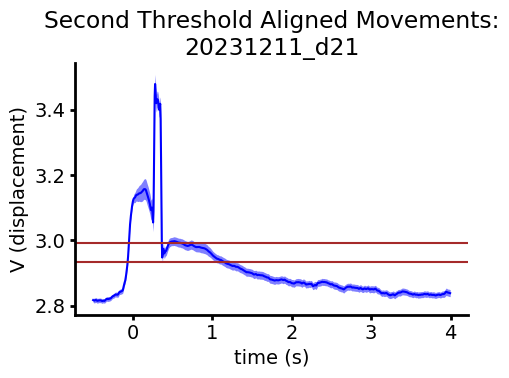 Second Threshold Aligned Movements:
20231211_d21
V (displacement)
3.4
3.2
3.0
2.8
0 1 2 3 4
time (s)